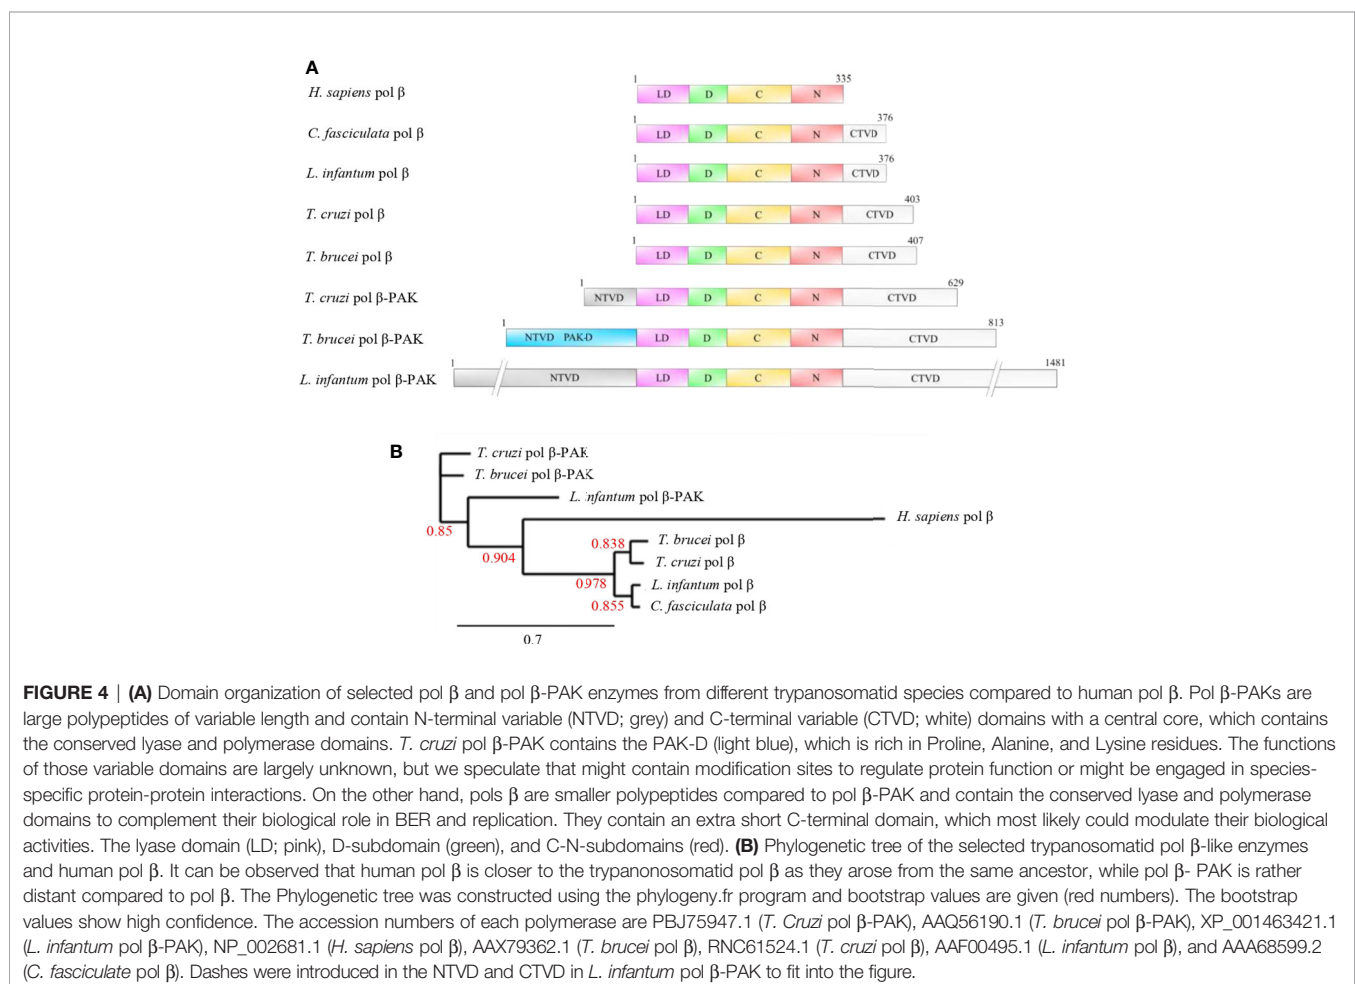 A
H. sapiens pol β
1 335
LD D C N
C. fasciculata pol β
1 376
LD D C N CTVD
L. infantum pol β
1 376
LD D C N CTVD
T. cruzi pol β
1 403
LD D C N CTVD
T. brucei pol β
1 407
LD D C N CTVD
T. cruzi pol β-PAK
1 629
NTVD LD D C N CTVD
T. brucei pol β-PAK
1 813
NTVD PAK-D LD D C N CTVD
L. infantum pol β-PAK
1 1481
NTVD LD D C N CTVD
B
T. cruzi pol β-PAK
T. brucei pol β-PAK
L. infantum pol β-PAK
H. sapiens pol β
0.85
T. brucei pol β
0.838
0.904
T. cruzi pol β
0.978
L. infantum pol β
0.855
C. fasciculata pol β
0.7
FIGURE 4 | (A) Domain organization of selected pol β and pol β-PAK enzymes from different trypanosomatid species compared to human pol β. Pol β-PAKs are
large polypeptides of variable length and contain N-terminal variable (NTVD; grey) and C-terminal variable (CTVD; white) domains with a central core, which contains
the conserved lyase and polymerase domains. T. cruzi pol β-PAK contains the PAK-D (light blue), which is rich in Proline, Alanine, and Lysine residues. The functions
of those variable domains are largely unknown, but we speculate that might contain modification sites to regulate protein function or might be engaged in species-
specific protein-protein interactions. On the other hand, pols β are smaller polypeptides compared to pol β-PAK and contain the conserved lyase and polymerase
domains to complement their biological role in BER and replication. They contain an extra short C-terminal domain, which most likely could modulate their biological
activities. The lyase domain (LD; pink), D-subdomain (green), and C-N-subdomains (red). (B) Phylogenetic tree of the selected trypanosomatid pol β-like enzymes
and human pol β. It can be observed that human pol β is closer to the trypanonosomatid pol β as they arose from the same ancestor, while pol β- PAK is rather
distant compared to pol β. The Phylogenetic tree was constructed using the phylogeny.fr program and bootstrap values are given (red numbers). The bootstrap
values show high confidence. The accession numbers of each polymerase are PBJ75947.1 (T. Cruzi pol β-PAK), AAQ56190.1 (T. brucei pol β-PAK), XP_001463421.1
(L. infantum pol β-PAK), NP_002681.1 (H. sapiens pol β), AAX79362.1 (T. brucei pol β), RNC61524.1 (T. cruzi pol β), AAF00495.1 (L. infantum pol β), and AAA68599.2
(C. fasciculate pol β). Dashes were introduced in the NTVD and CTVD in L. infantum pol β-PAK to fit into the figure.